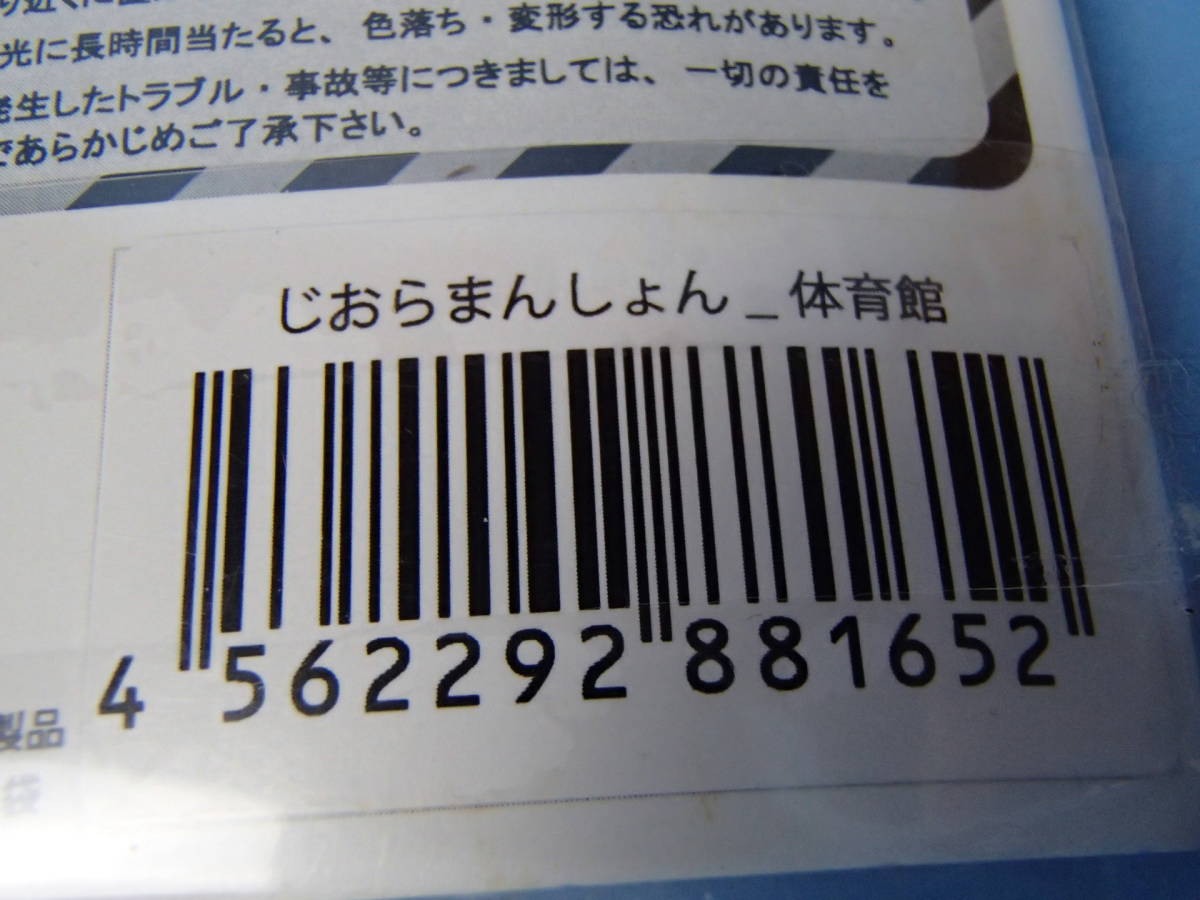 光に長時間当たると、色落ち・変形する恐れがあります。
発生したトラブル・事故等につきましては、一切の責任を
であらかじめご了承下さい。
じおらまんしょん_体育館
4 562292 881652
製品